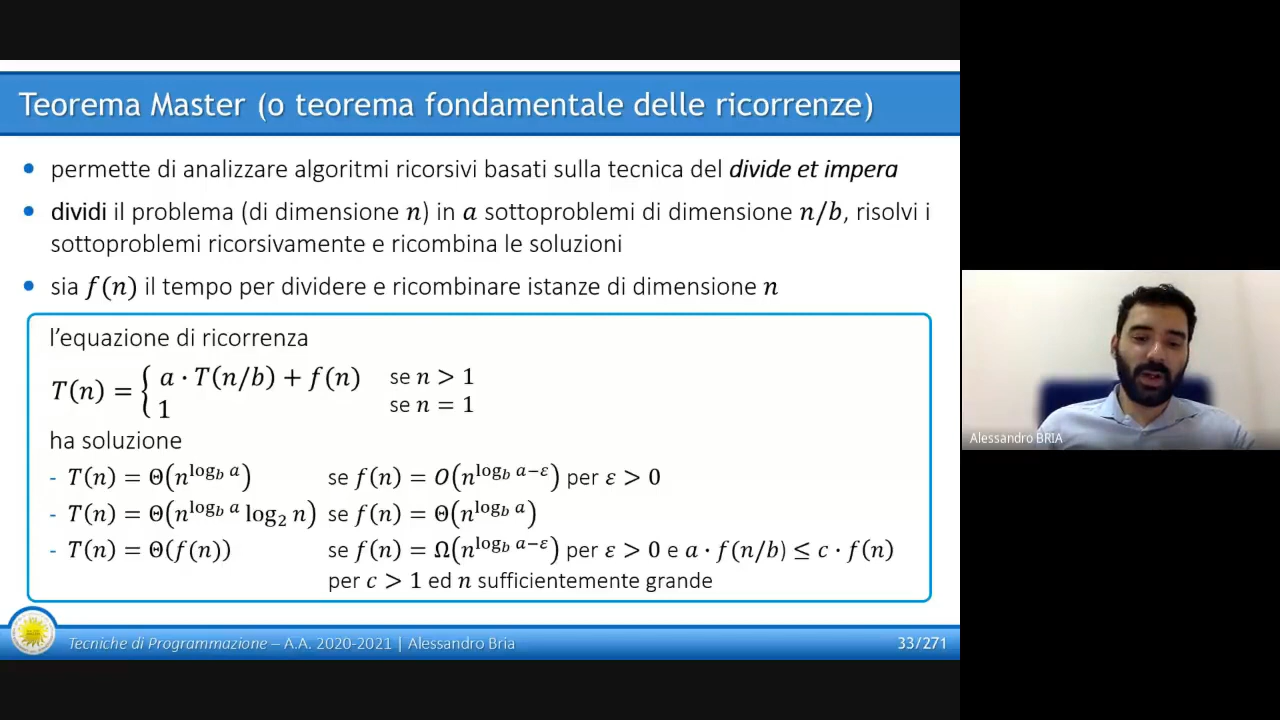 Teorema Master (o teorema fondamentale delle ricorrenze)
• permette di analizzare algoritmi ricorsivi basati sulla tecnica del divide et impera
• dividi il problema (di dimensione n) in a sottoproblemi di dimensione n/b, risolvi i
sottoproblemi ricorsivamente e ricombina le soluzioni
• sia f(n) il tempo per dividere e ricombinare istanze di dimensione n
l'equazione di ricorrenza
T(n) = { a · T(n/b) + f(n) se n > 1
1 se n = 1
ha soluzione
- T(n) = Θ(n^{log_b a}) se f(n) = O(n^{log_b a−ε}) per ε > 0
- T(n) = Θ(n^{log_b a} log_2 n) se f(n) = Θ(n^{log_b a})
- T(n) = Θ(f(n)) se f(n) = Ω(n^{log_b a−ε}) per ε > 0 e a · f(n/b) ≤ c · f(n)
per c > 1 ed n sufficientemente grande
Tecniche di Programmazione – A.A. 2020-2021 | Alessandro Bria 33/271
Alessandro BRIA